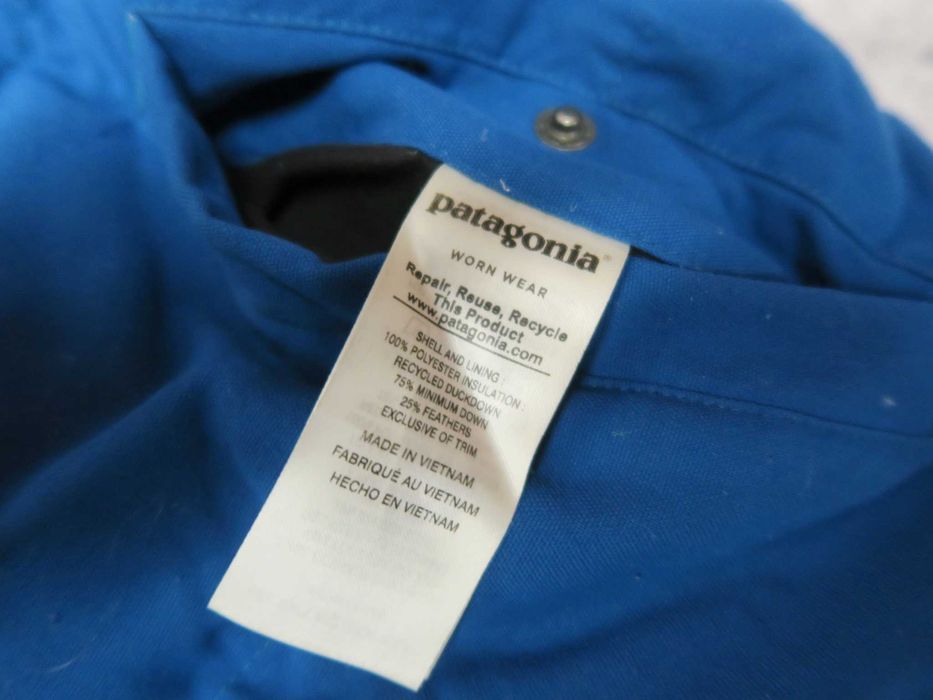 patagonia®
WORN WEAR
Repair, Reuse, Recycle
This Product
www.patagonia.com
SHELL AND LINING :
100% POLYESTER INSULATION :
RECYCLED DUCKDOWN
75% MINIMUM DOWN
25% FEATHERS
EXCLUSIVE OF TRIM
MADE IN VIETNAM
FABRIQUÉ AU VIETNAM
HECHO EN VIETNAM